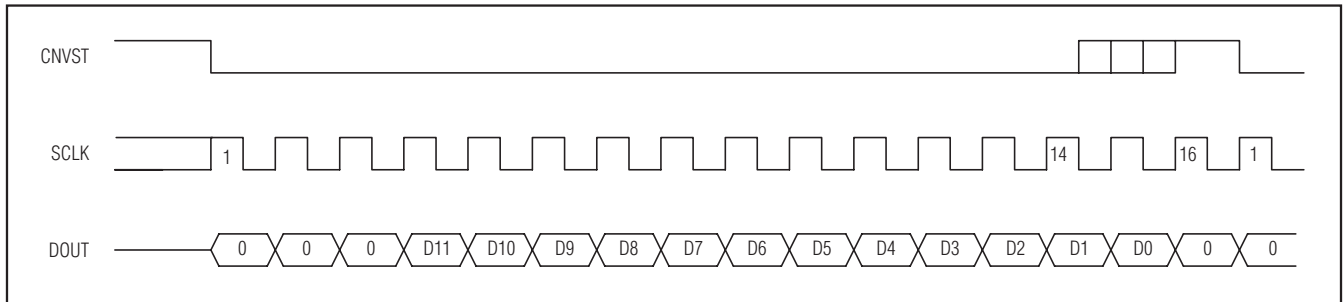 CNVST
SCLK 1 14 16 1
DOUT 0 0 0 D11 D10 D9 D8 D7 D6 D5 D4 D3 D2 D1 D0 0 0